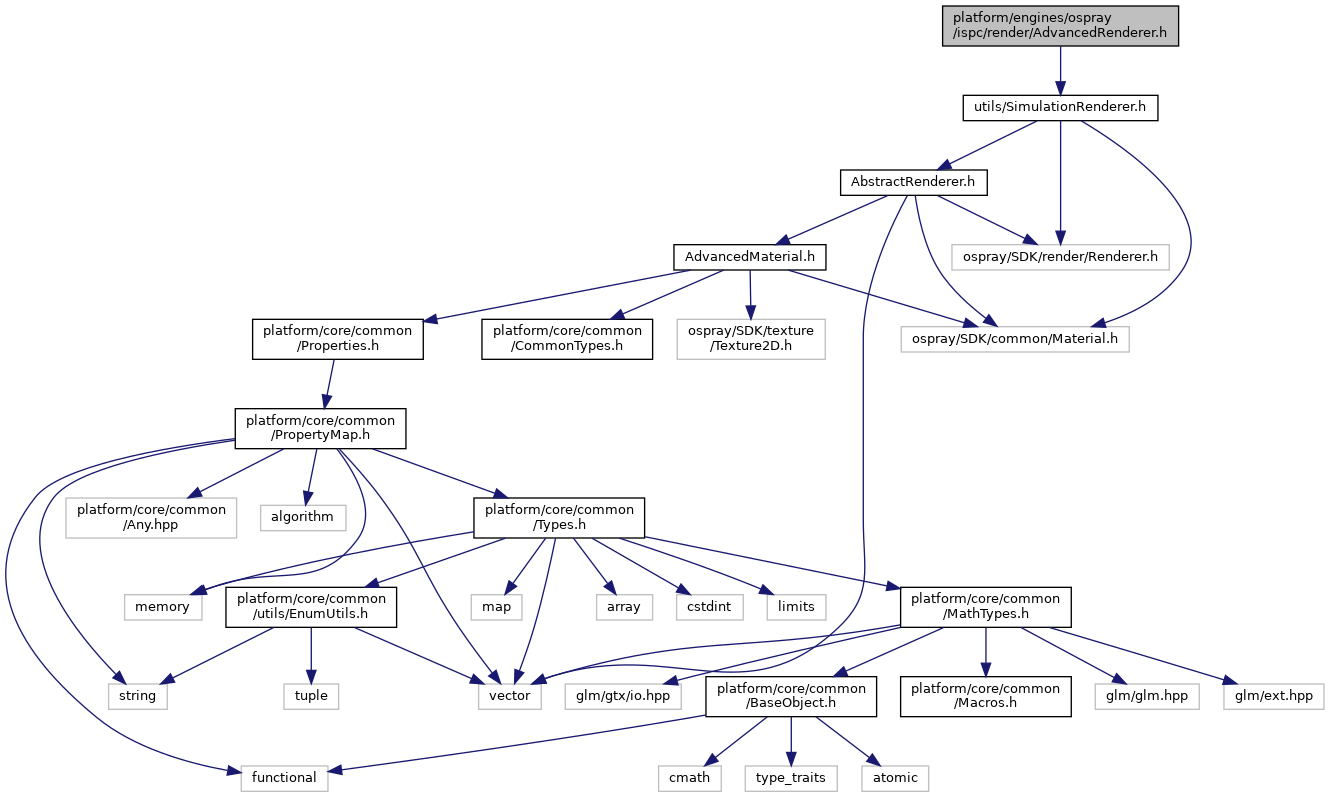 platform/engines/ospray
/ispc/render/AdvancedRenderer.h
utils/SimulationRenderer.h
AbstractRenderer.h
AdvancedMaterial.h
ospray/SDK/render/Renderer.h
platform/core/common
/Properties.h
platform/core/common
/CommonTypes.h
ospray/SDK/texture
/Texture2D.h
ospray/SDK/common/Material.h
platform/core/common
/PropertyMap.h
platform/core/common
/Any.hpp
algorithm
platform/core/common
/Types.h
memory
platform/core/common
/utils/EnumUtils.h
map
array
cstdint
limits
platform/core/common
/MathTypes.h
string
tuple
vector
glm/gtx/io.hpp
platform/core/common
/BaseObject.h
platform/core/common
/Macros.h
glm/glm.hpp
glm/ext.hpp
functional
cmath
type_traits
atomic